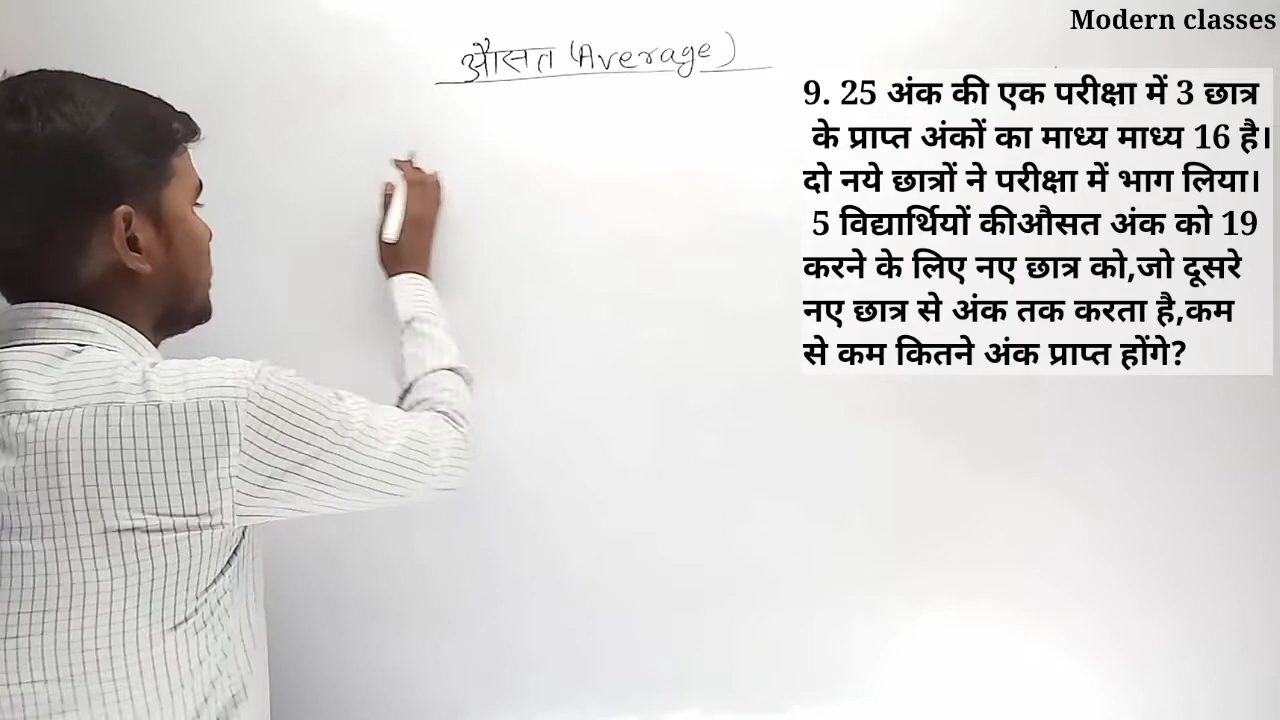 Modern classes
औसत (Average)
9. 25 अंक की एक परीक्षा में 3 छात्र
के प्राप्त अंकों का माध्य माध्य 16 है।
दो नये छात्रों ने परीक्षा में भाग लिया।
5 विद्यार्थियों कीऔसत अंक को 19
करने के लिए नए छात्र को,जो दूसरे
नए छात्र से अंक तक करता है,कम
से कम कितने अंक प्राप्त होंगे?